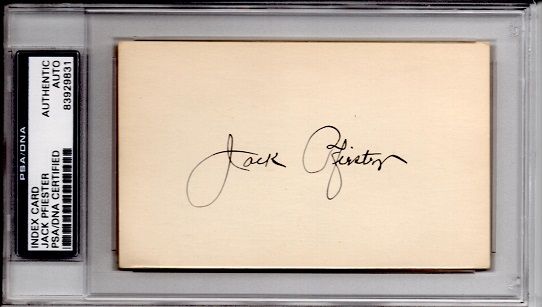 PSA/DNA
INDEX CARD
JACK PFIESTER
PSA/DNA CERTIFIED
AUTHENTIC
AUTO
83929831
Jack Pfiester